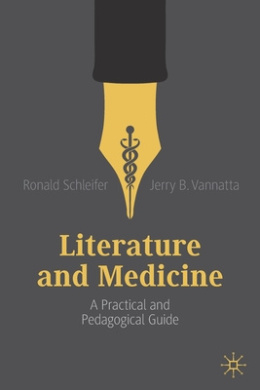 Ronald Schleifer Jerry B. Vannatta
Literature
and Medicine
A Practical and
Pedagogical Guide